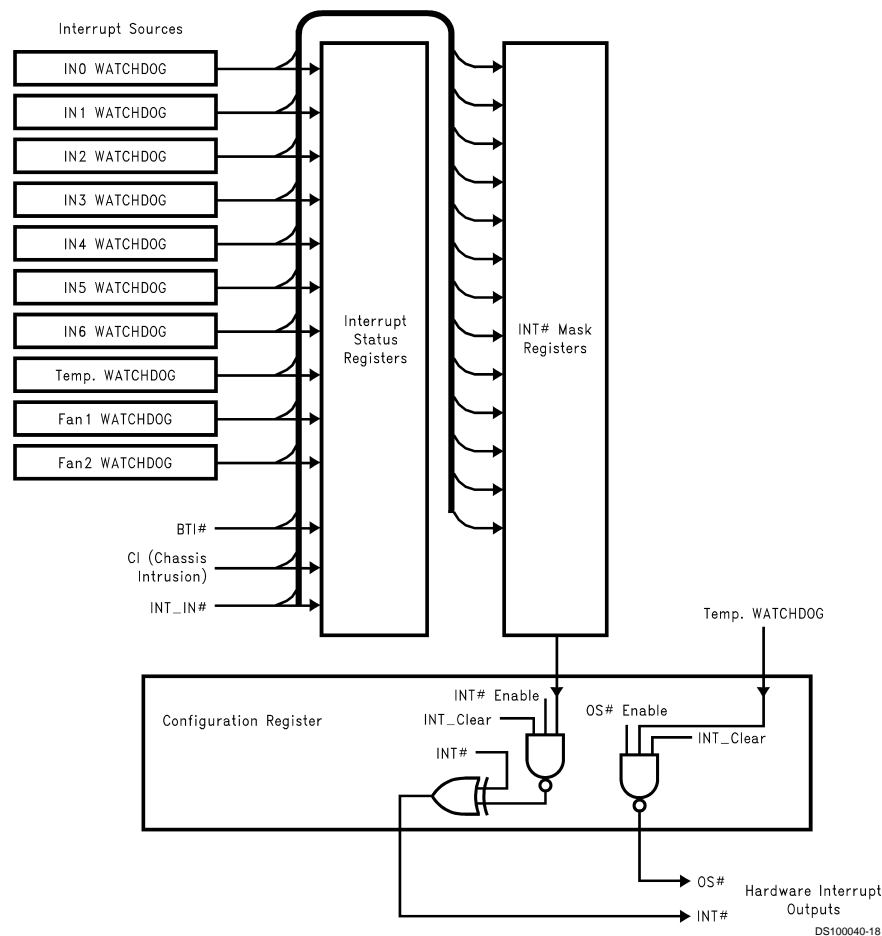 Interrupt Sources
IN0 WATCHDOG
IN1 WATCHDOG
IN2 WATCHDOG
IN3 WATCHDOG
IN4 WATCHDOG
IN5 WATCHDOG
IN6 WATCHDOG
Temp. WATCHDOG
Fan1 WATCHDOG
Fan2 WATCHDOG
BTI#
CI (Chassis
Intrusion)
INT_IN#
Interrupt
Status
Registers
INT# Mask
Registers
Temp. WATCHDOG
Configuration Register
INT# Enable
INT_Clear
INT#
OS# Enable
INT_Clear
OS#
INT#
Hardware Interrupt
Outputs
DS100040-18